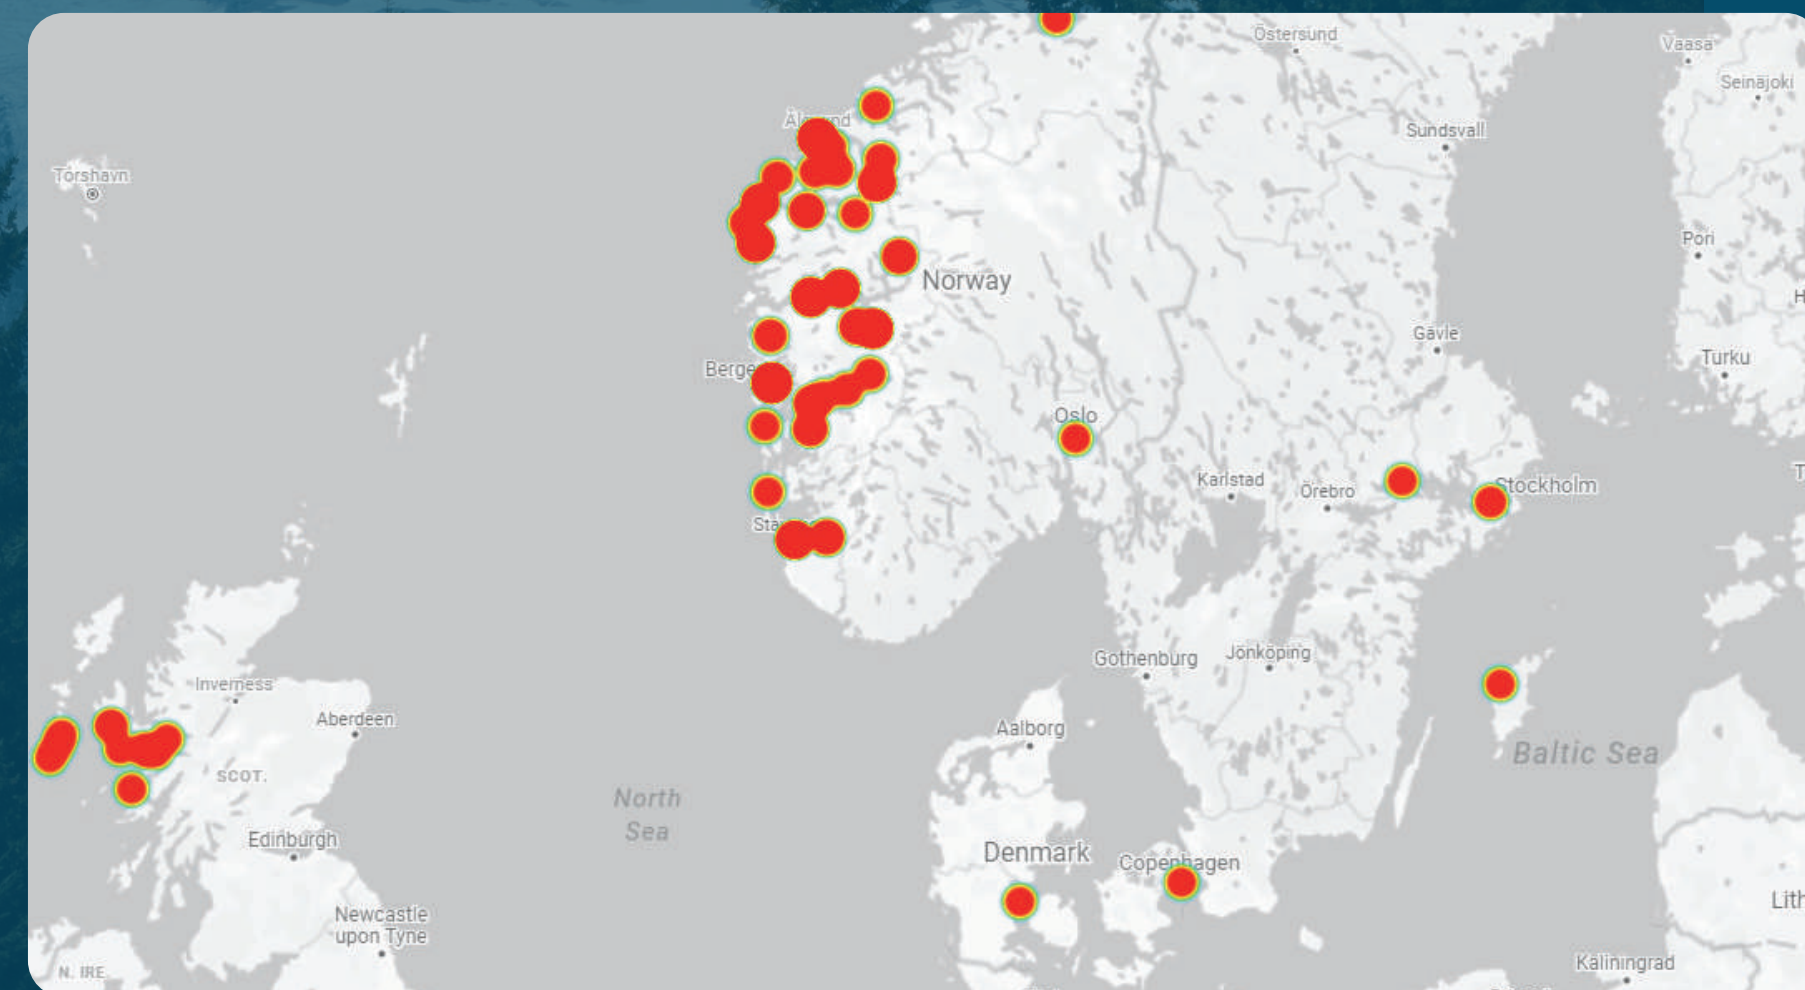 Östersund
Vaasa
Seinäjoki
Sundsvall
Tórshavn
Pori
Norway
Gävle
Turku
Oslo
Karlstad
Örebro
Stockholm
Gothenburg
Jönköping
Inverness
Aberdeen
Aalborg
Baltic Sea
SCOT.
North
Sea
Edinburgh
Denmark
Copenhagen
Newcastle
upon Tyne
Kaliningrad
N. IRE.